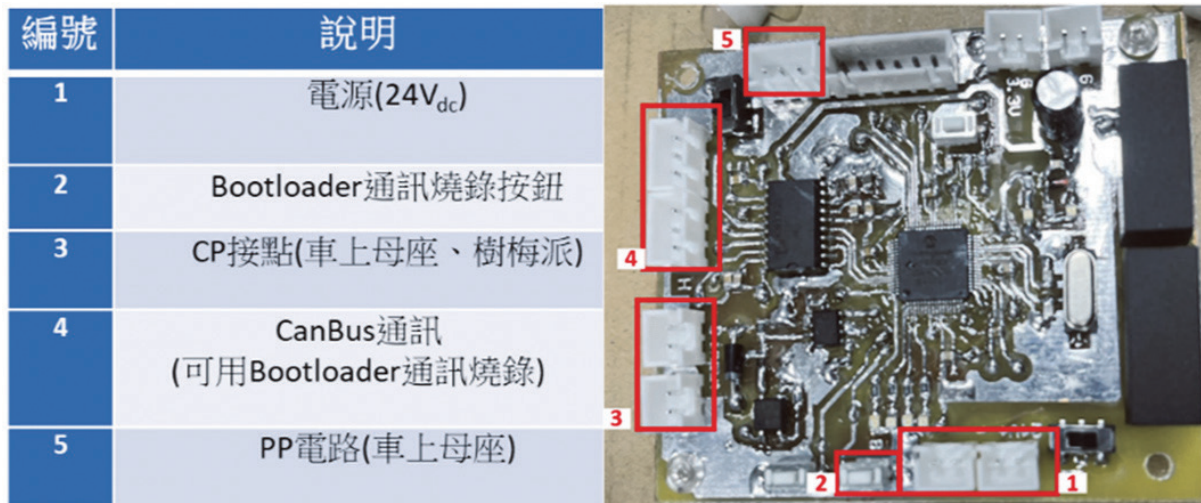 編號 說明
1 電源(24Vdc)
2 Bootloader通訊燒錄按鈕
3 CP接點(車上母座、樹梅派)
4 CanBus通訊
(可用Bootloader通訊燒錄)
5 PP電路(車上母座)
5
4
3
2
1
3.3V
G
H
B